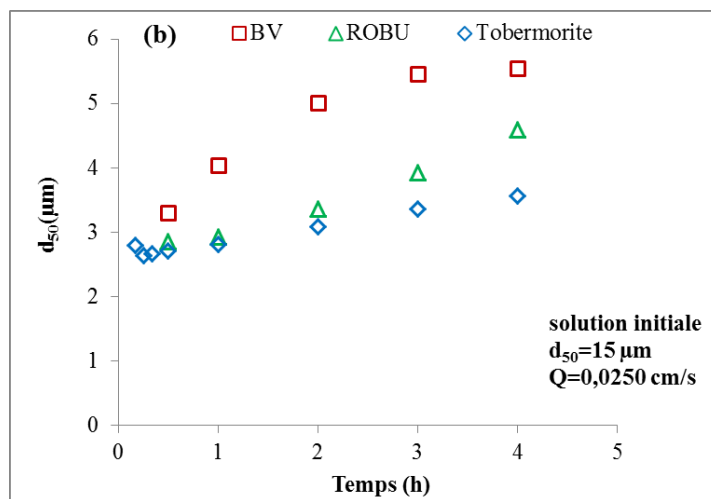 (b)
BV
ROBU
Tobermorite
6
5
4
3
2
1
0
d50(µm)
solution initiale
d50=15 µm
Q=0,0250 cm/s
0
1
2
3
4
5
Temps (h)